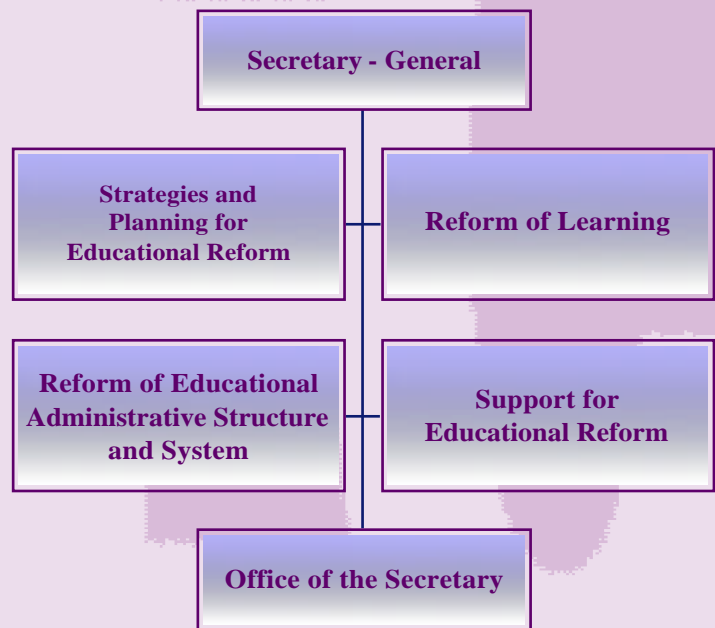 Secretary - General
Strategies and
Planning for
Educational Reform
Reform of Learning
Reform of Educational
Administrative Structure
and System
Support for
Educational Reform
Office of the Secretary